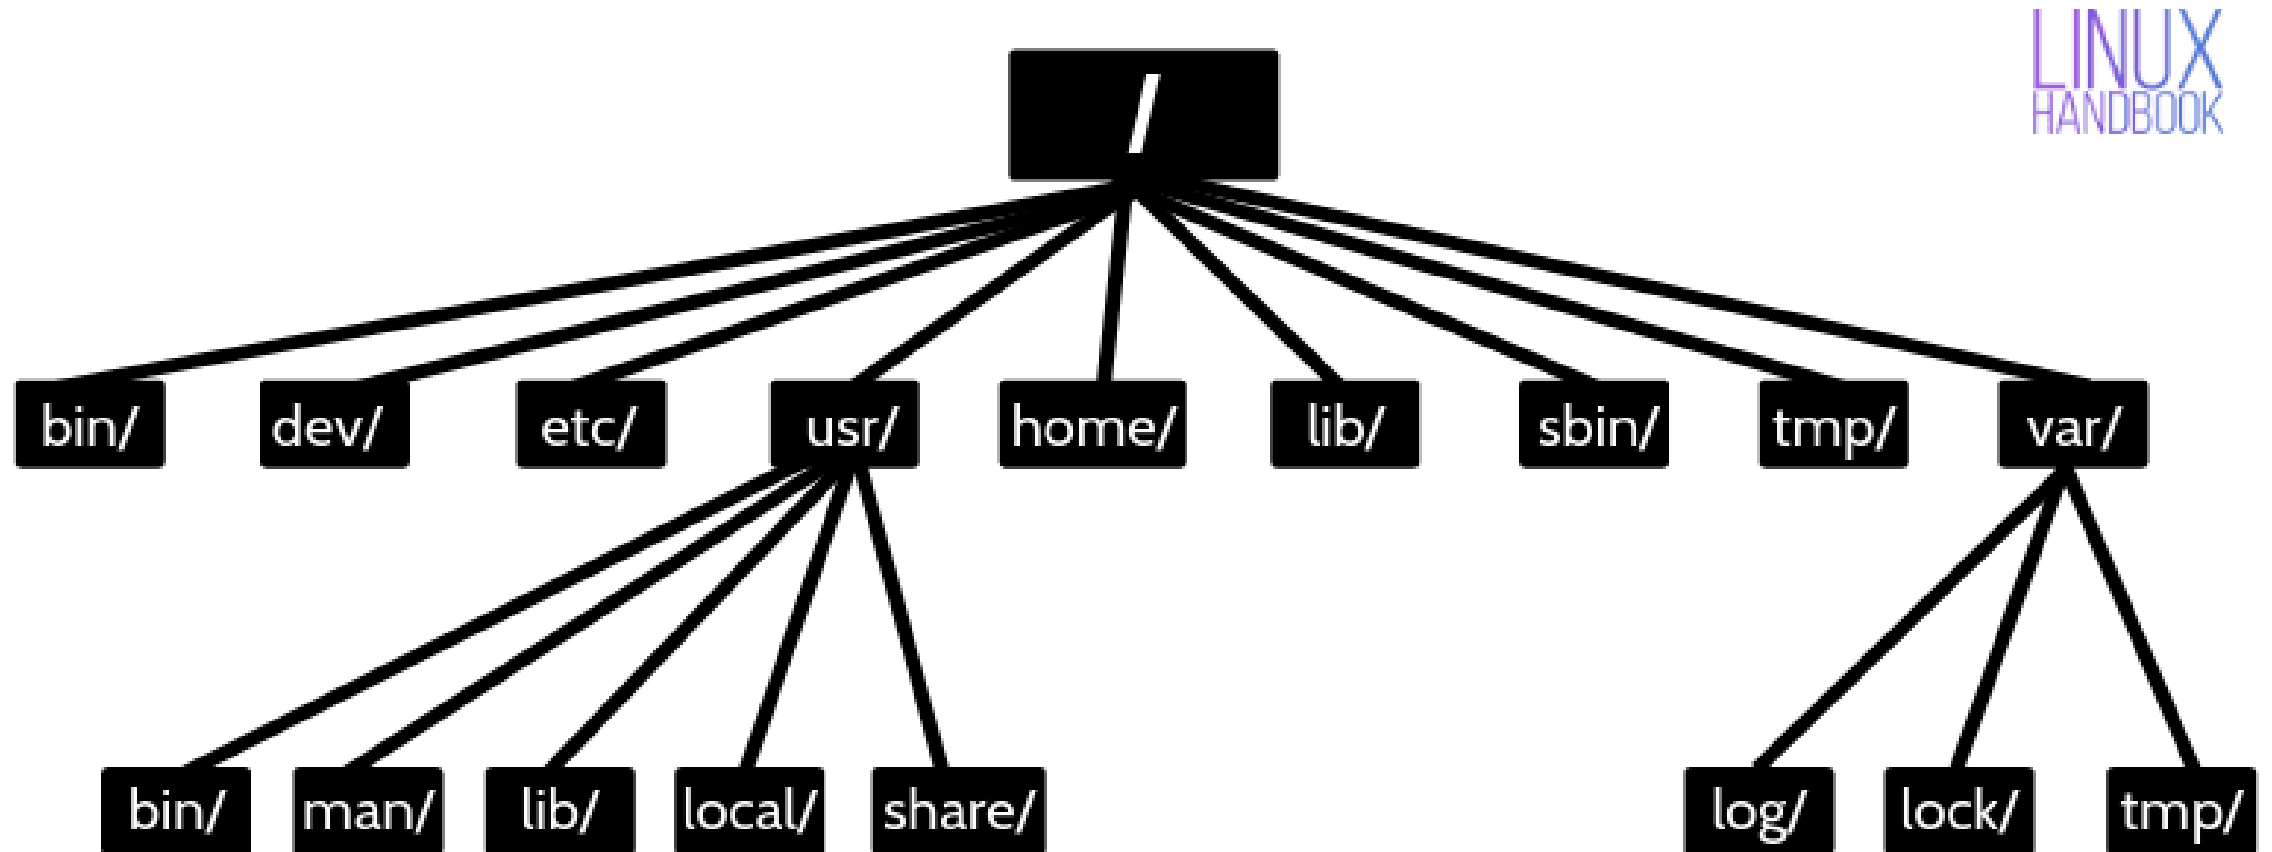 LINUX
HANDBOOK
/
bin/ dev/ etc/ usr/ home/ lib/ sbin/ tmp/ var/
bin/ man/ lib/ local/ share/ log/ lock/ tmp/